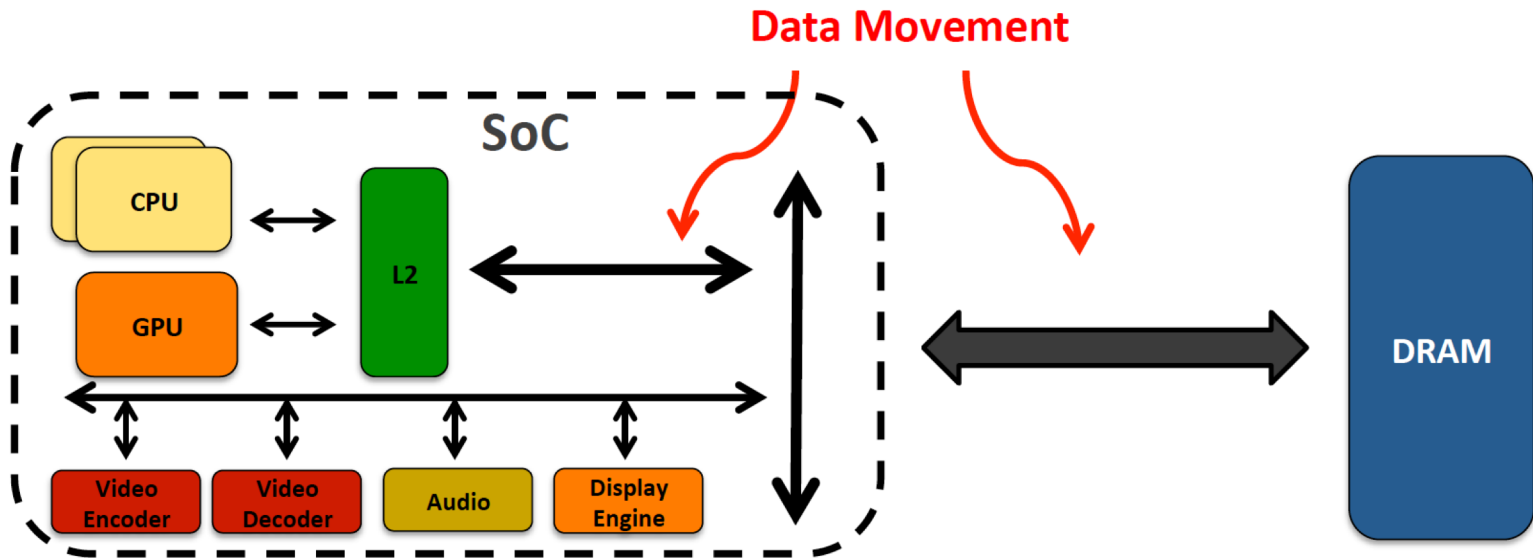 Data Movement
SoC
CPU
L2
GPU
DRAM
Video
Encoder
Video
Decoder
Audio
Display
Engine